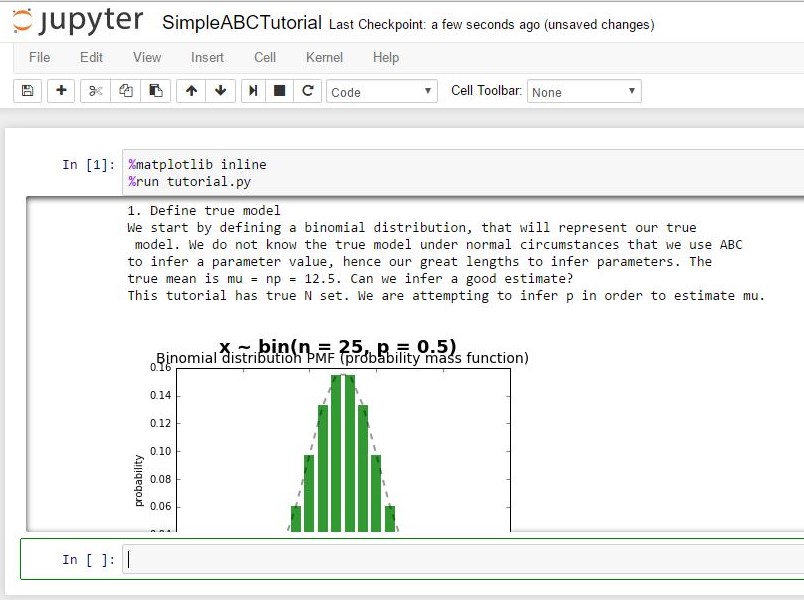 jupyter SimpleABCTutorial Last Checkpoint: a few seconds ago (unsaved changes)
File Edit View Insert Cell Kernel Help
Code Cell Toolbar: None
In [1]: %matplotlib inline
%run tutorial.py
1. Define true model
We start by defining a binomial distribution, that will represent our true
model. We do not know the true model under normal circumstances that we use ABC
to infer a parameter value, hence our great lengths to infer parameters. The
true mean is mu = np = 12.5. Can we infer a good estimate?
This tutorial has true N set. We are attempting to infer p in order to estimate mu.
x ~ bin(n = 25, p = 0.5)
Binomial distribution PMF (probability mass function)
0.16
0.14
0.12
0.10
0.08
0.06
probability
In [ ]: